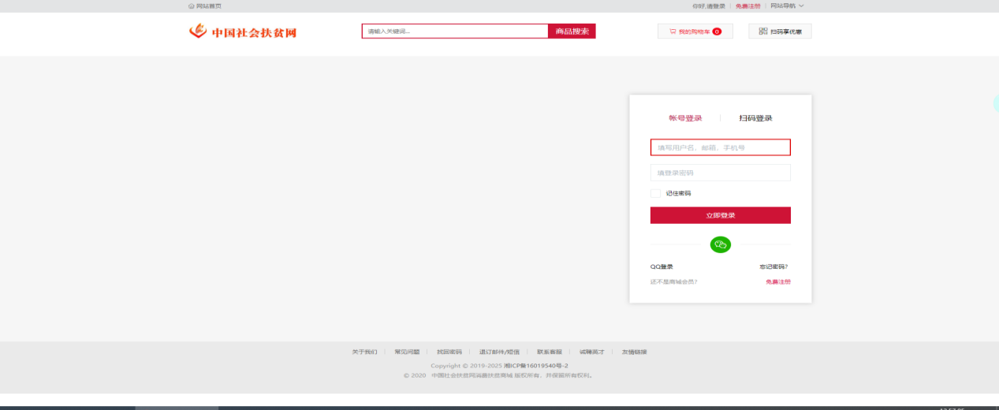 网站首页 你好,请登录 免费注册 网站导航
中国社会扶贫网 请输入关键词... 商品搜索 我的购物车 0 扫码享优惠
帐号登录 扫码登录
填写用户名、邮箱、手机号
请登录密码
记住密码
立即登录
QQ登录 忘记密码?
还不是商城会员? 免费注册
关于我们 常见问题 找回密码 退订邮件/短信 联系客服 诚聘英才 友情链接
Copyright © 2019-2025 湘ICP备16019540号-2
© 2020 中国社会扶贫网消费扶贫商城 版权所有，并保留所有权利。